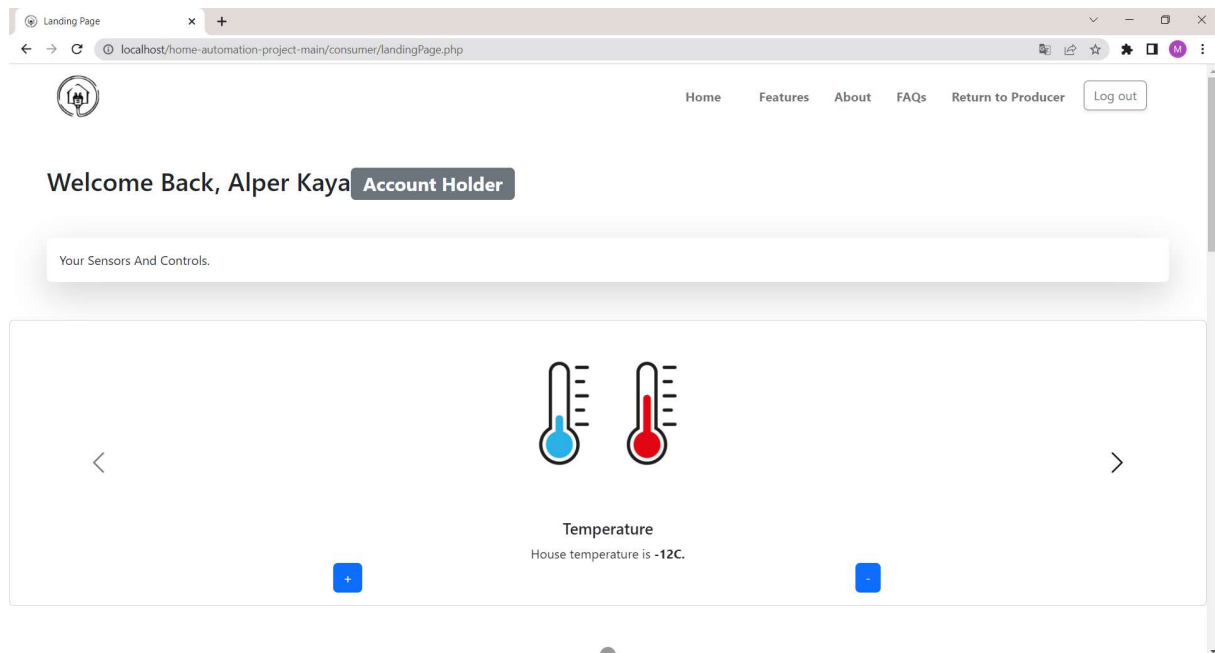 Landing Page
localhost/home-automation-project-main/consumer/landingPage.php
M
Home Features About FAQs Return to Producer Log out
Welcome Back, Alper Kaya Account Holder
Your Sensors And Controls.
Temperature
House temperature is -12C.
+ -